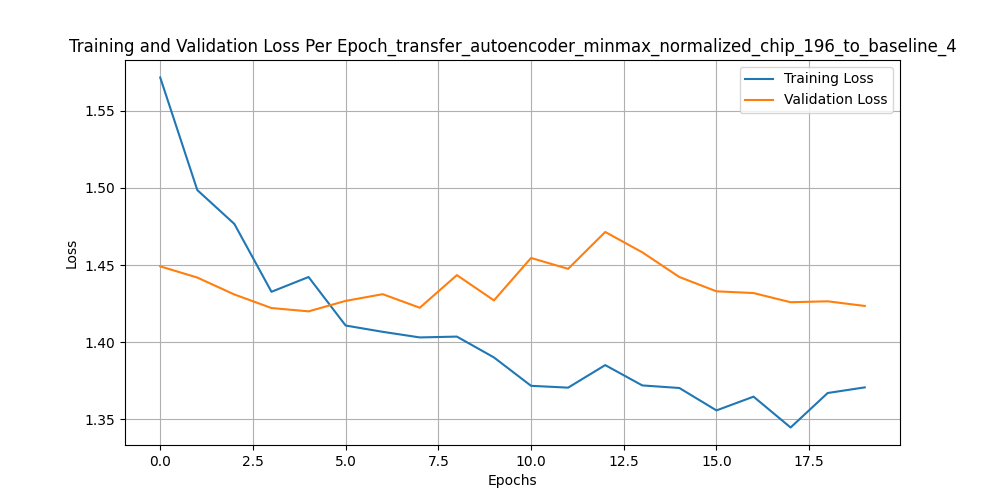 Training and Validation Loss Per Epoch_transfer_autoencoder_minmax_normalized_chip_196_to_baseline_4
Training Loss
Validation Loss
1.55
1.50
1.45
1.40
1.35
Loss
0.0 2.5 5.0 7.5 10.0 12.5 15.0 17.5
Epochs